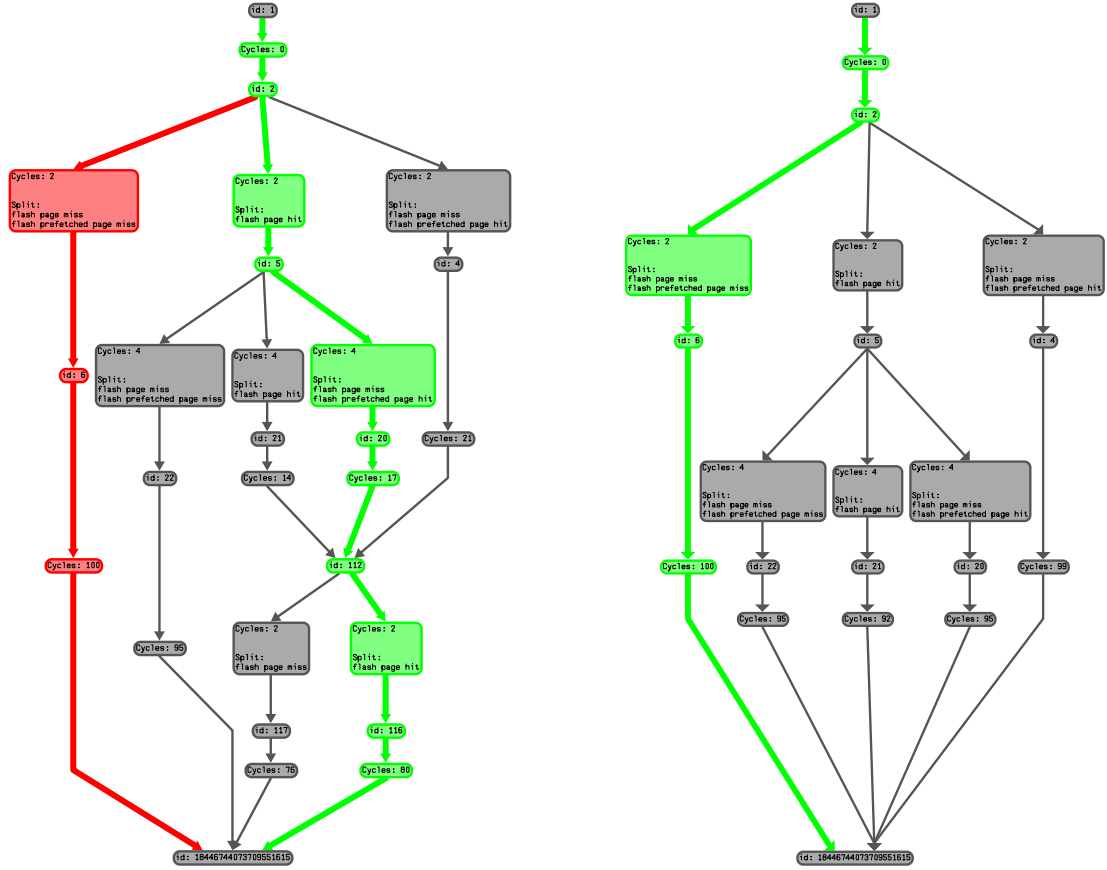 id: 1
Cycles: 0
id: 2
Cycles: 2
Split:
flash page miss
flash prefetched page miss
Cycles: 2
Split:
flash page hit
Cycles: 2
Split:
flash page miss
flash prefetched page hit
id: 5
id: 4
Cycles: 4
Split:
flash page miss
flash prefetched page miss
Cycles: 4
Split:
flash page hit
Cycles: 4
Split:
flash page miss
flash prefetched page hit
id: 6
id: 21
id: 20
Cycles: 21
id: 22
Cycles: 14
Cycles: 17
Cycles: 100
id: 112
Cycles: 2
Split:
flash page miss
Cycles: 2
Split:
flash page hit
Cycles: 95
id: 117
id: 116
Cycles: 76
Cycles: 80
id: 18446744073709551615
id: 1
Cycles: 0
id: 2
Cycles: 2
Split:
flash page miss
flash prefetched page miss
Cycles: 2
Split:
flash page hit
Cycles: 2
Split:
flash page miss
flash prefetched page hit
id: 6
id: 5
id: 4
Cycles: 4
Split:
flash page miss
flash prefetched page miss
Cycles: 4
Split:
flash page hit
Cycles: 4
Split:
flash page miss
flash prefetched page hit
Cycles: 100
id: 22
id: 21
id: 20
Cycles: 99
Cycles: 95
Cycles: 92
Cycles: 95
id: 18446744073709551615